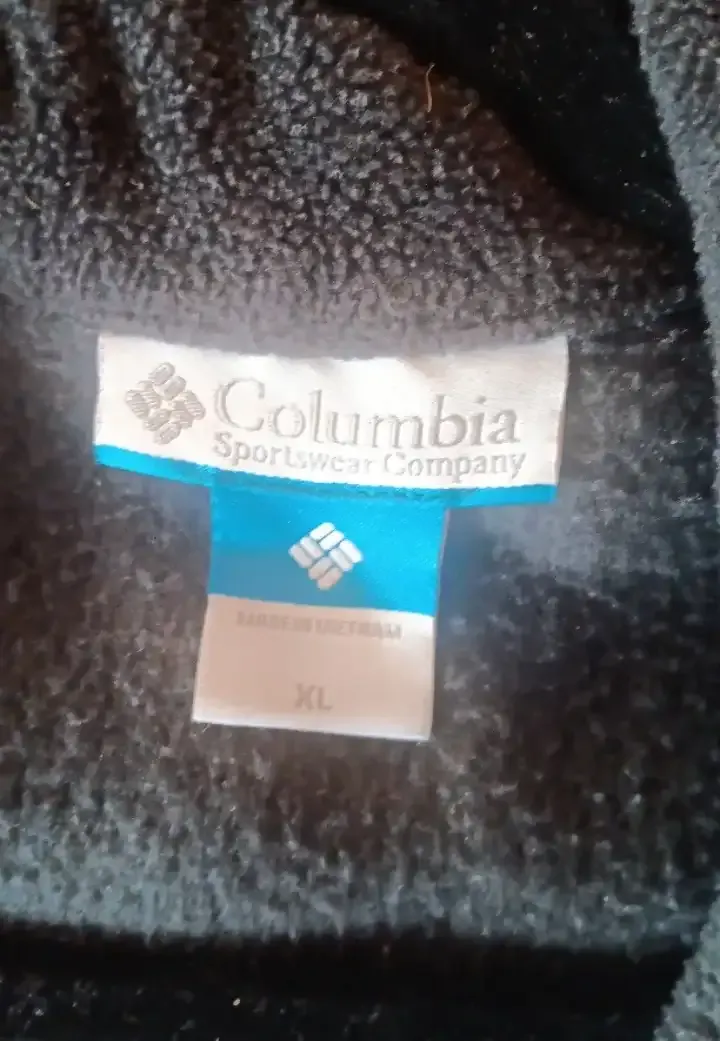 Columbia
Sportswear Company
MADE IN VIETNAM
XL